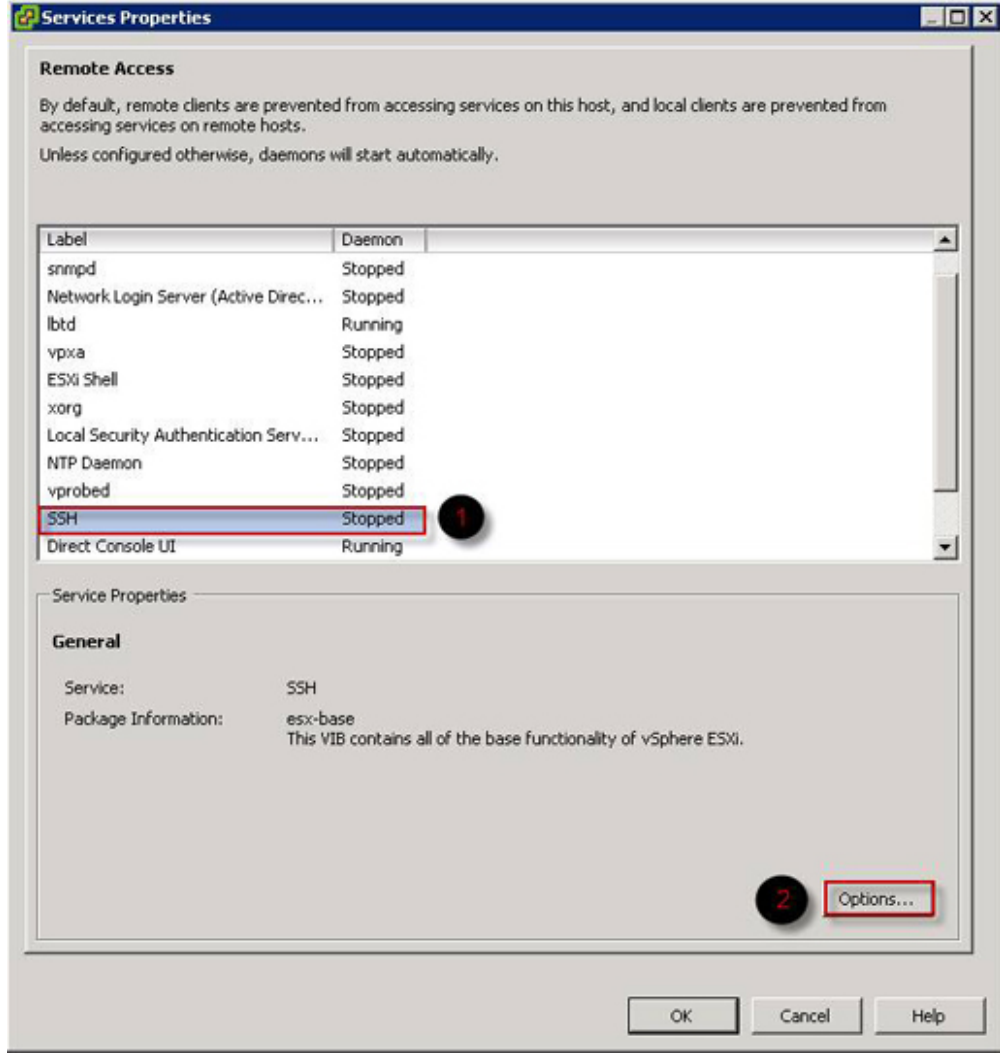 Services Properties
Remote Access
By default, remote clients are prevented from accessing services on this host, and local clients are prevented from
accessing services on remote hosts.
Unless configured otherwise, daemons will start automatically.
Label Daemon
snmpd Stopped
Network Login Server (Active Direc... Stopped
lbtd Running
vpxa Stopped
ESXi Shell Stopped
xorg Stopped
Local Security Authentication Serv... Stopped
NTP Daemon Stopped
vprobed Stopped
SSH Stopped 1
Direct Console UI Running
Service Properties
General
Service: SSH
Package Information: esx-base
This VIB contains all of the base functionality of vSphere ESXi.
2 Options...
OK Cancel Help